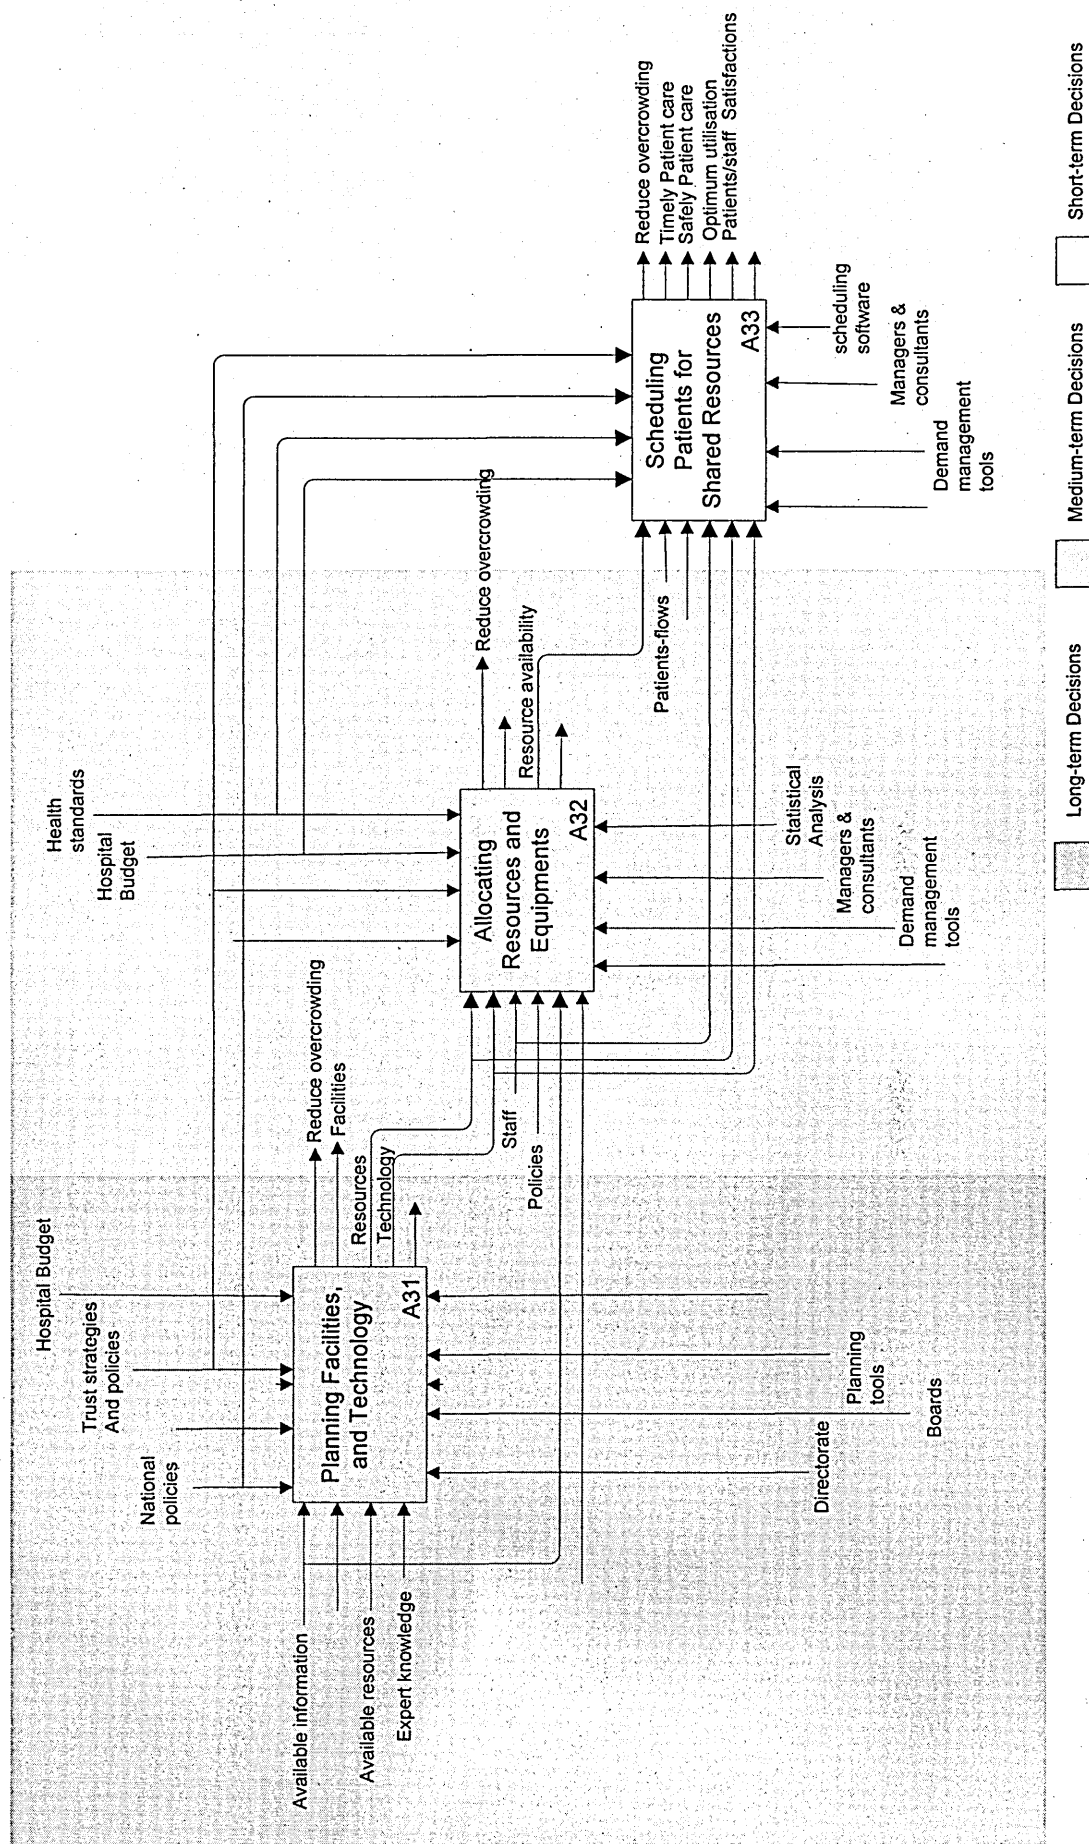 Hospital Budget
Trust strategies
And policies
National
policies
Available information
Available resources
Expert knowledge
Planning Facilities,
and Technology
A31
Reduce overcrowding
Facilities
Resources
Technology
Directorate
Boards
Planning
tools
Health
standards
Hospital
Budget
Staff
Policies
Allocating
Resources and
Equipments
A32
Reduce overcrowding
Resource availability
Demand
management
tools
Managers &
consultants
Statistical
Analysis
Patients-flows
Scheduling
Patients for
Shared Resources
A33
Reduce overcrowding
Timely Patient care
Safely Patient care
Optimum utilisation
Patients/staff Satisfactions
Demand
management
tools
Managers &
consultants
scheduling
software
Long-term Decisions
Medium-term Decisions
Short-term Decisions